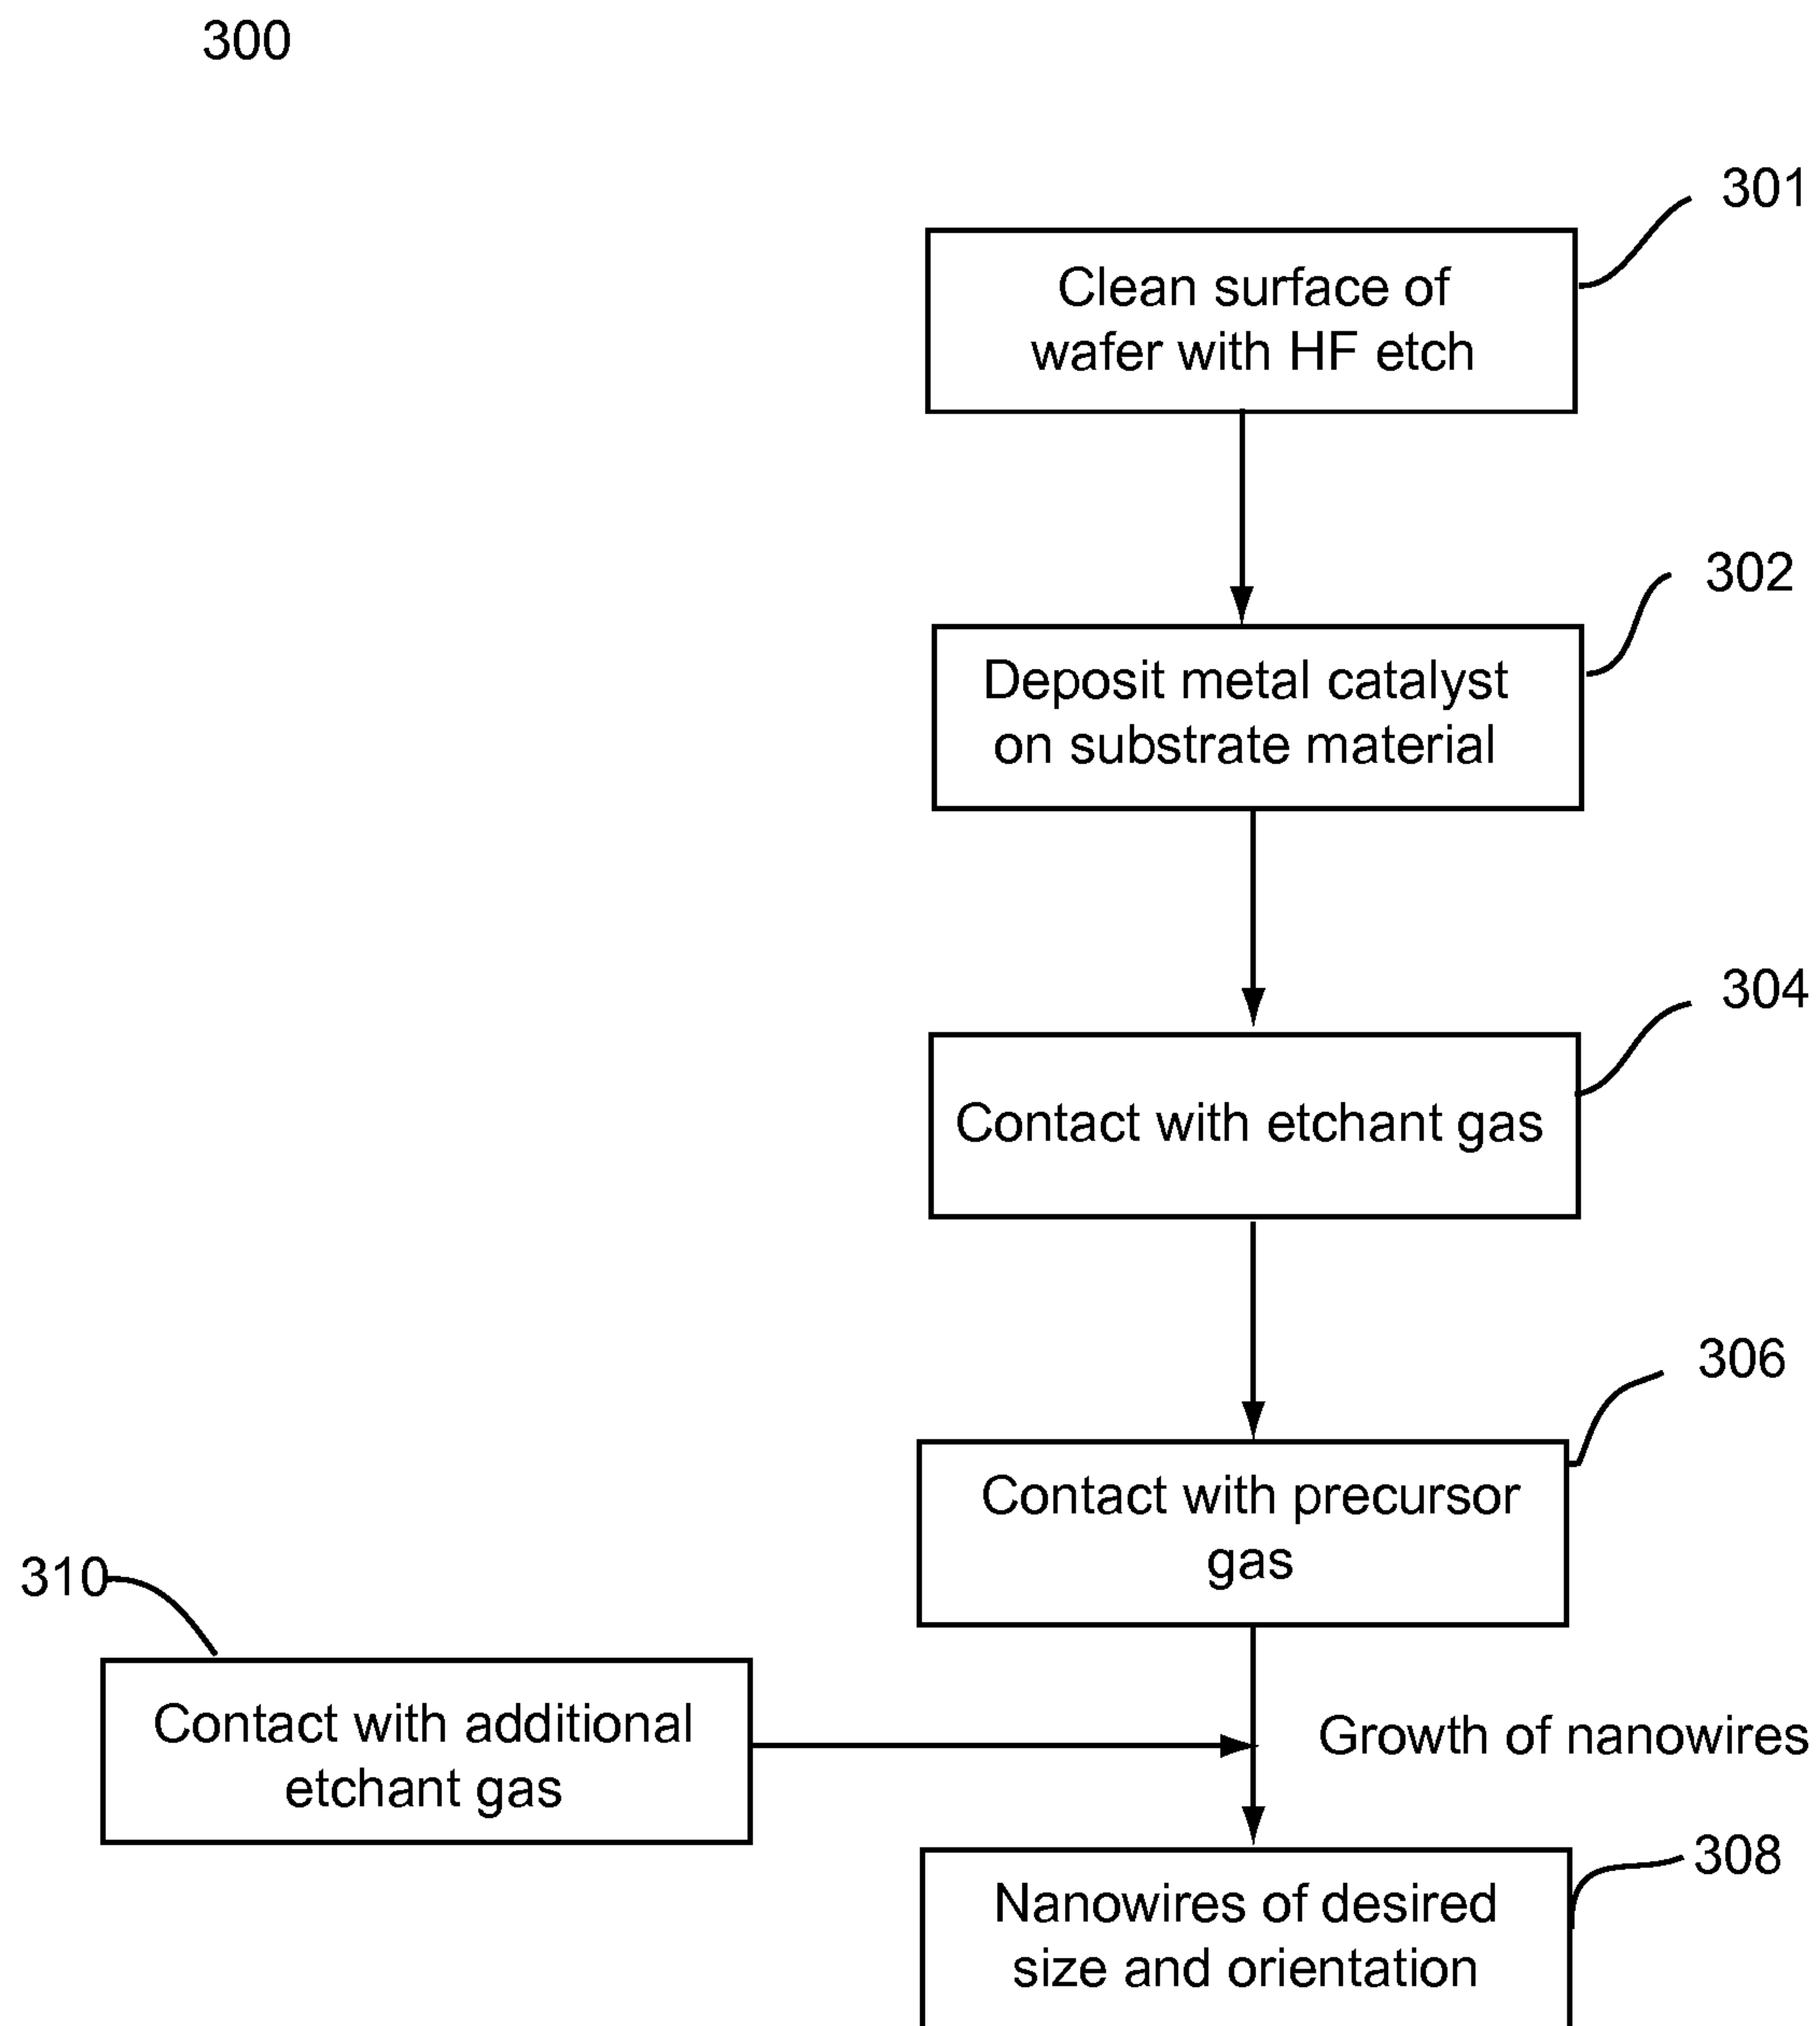 300
301
Clean surface of
wafer with HF etch
302
Deposit metal catalyst
on substrate material
304
Contact with etchant gas
306
Contact with precursor
gas
310
Contact with additional
etchant gas
Growth of nanowires
308
Nanowires of desired
size and orientation